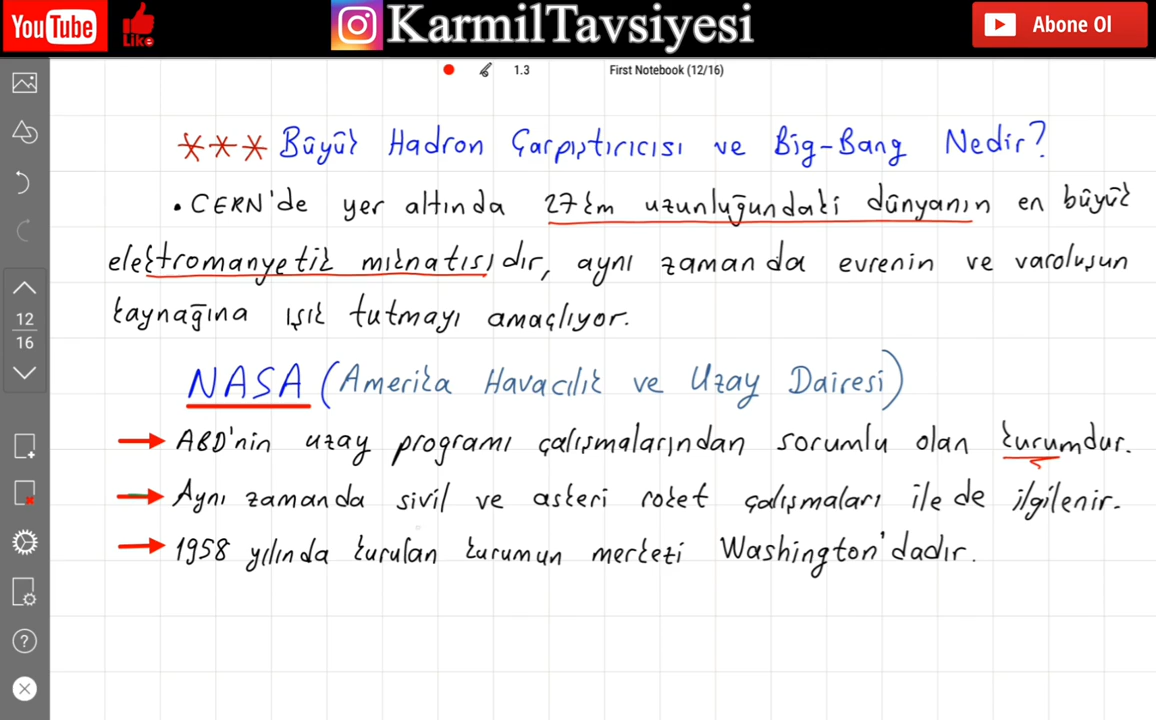 YouTube
Like
KarmilTavsiyesi
Abone Ol
1.3
First Notebook (12/16)
*** Büyük Hadron Çarpıştırıcısı ve Big-Bang Nedir?
• CERN'de yer altında 27km uzunluğundaki dünyanın en büyük
elektromanyetik mıknatısıdır, aynı zamanda evrenin ve varoluşun
kaynağına ışık tutmayı amaçlıyor.
NASA (Amerika Havacılık ve Uzay Dairesi)
→ ABD'nin uzay programı çalışmalarından sorumlu olan kurumdur.
→ Aynı zamanda sivil ve askeri roket çalışmaları ile de ilgilenir.
→ 1958 yılında kurulan kurumun merkezi Washington'dadır.
12
16